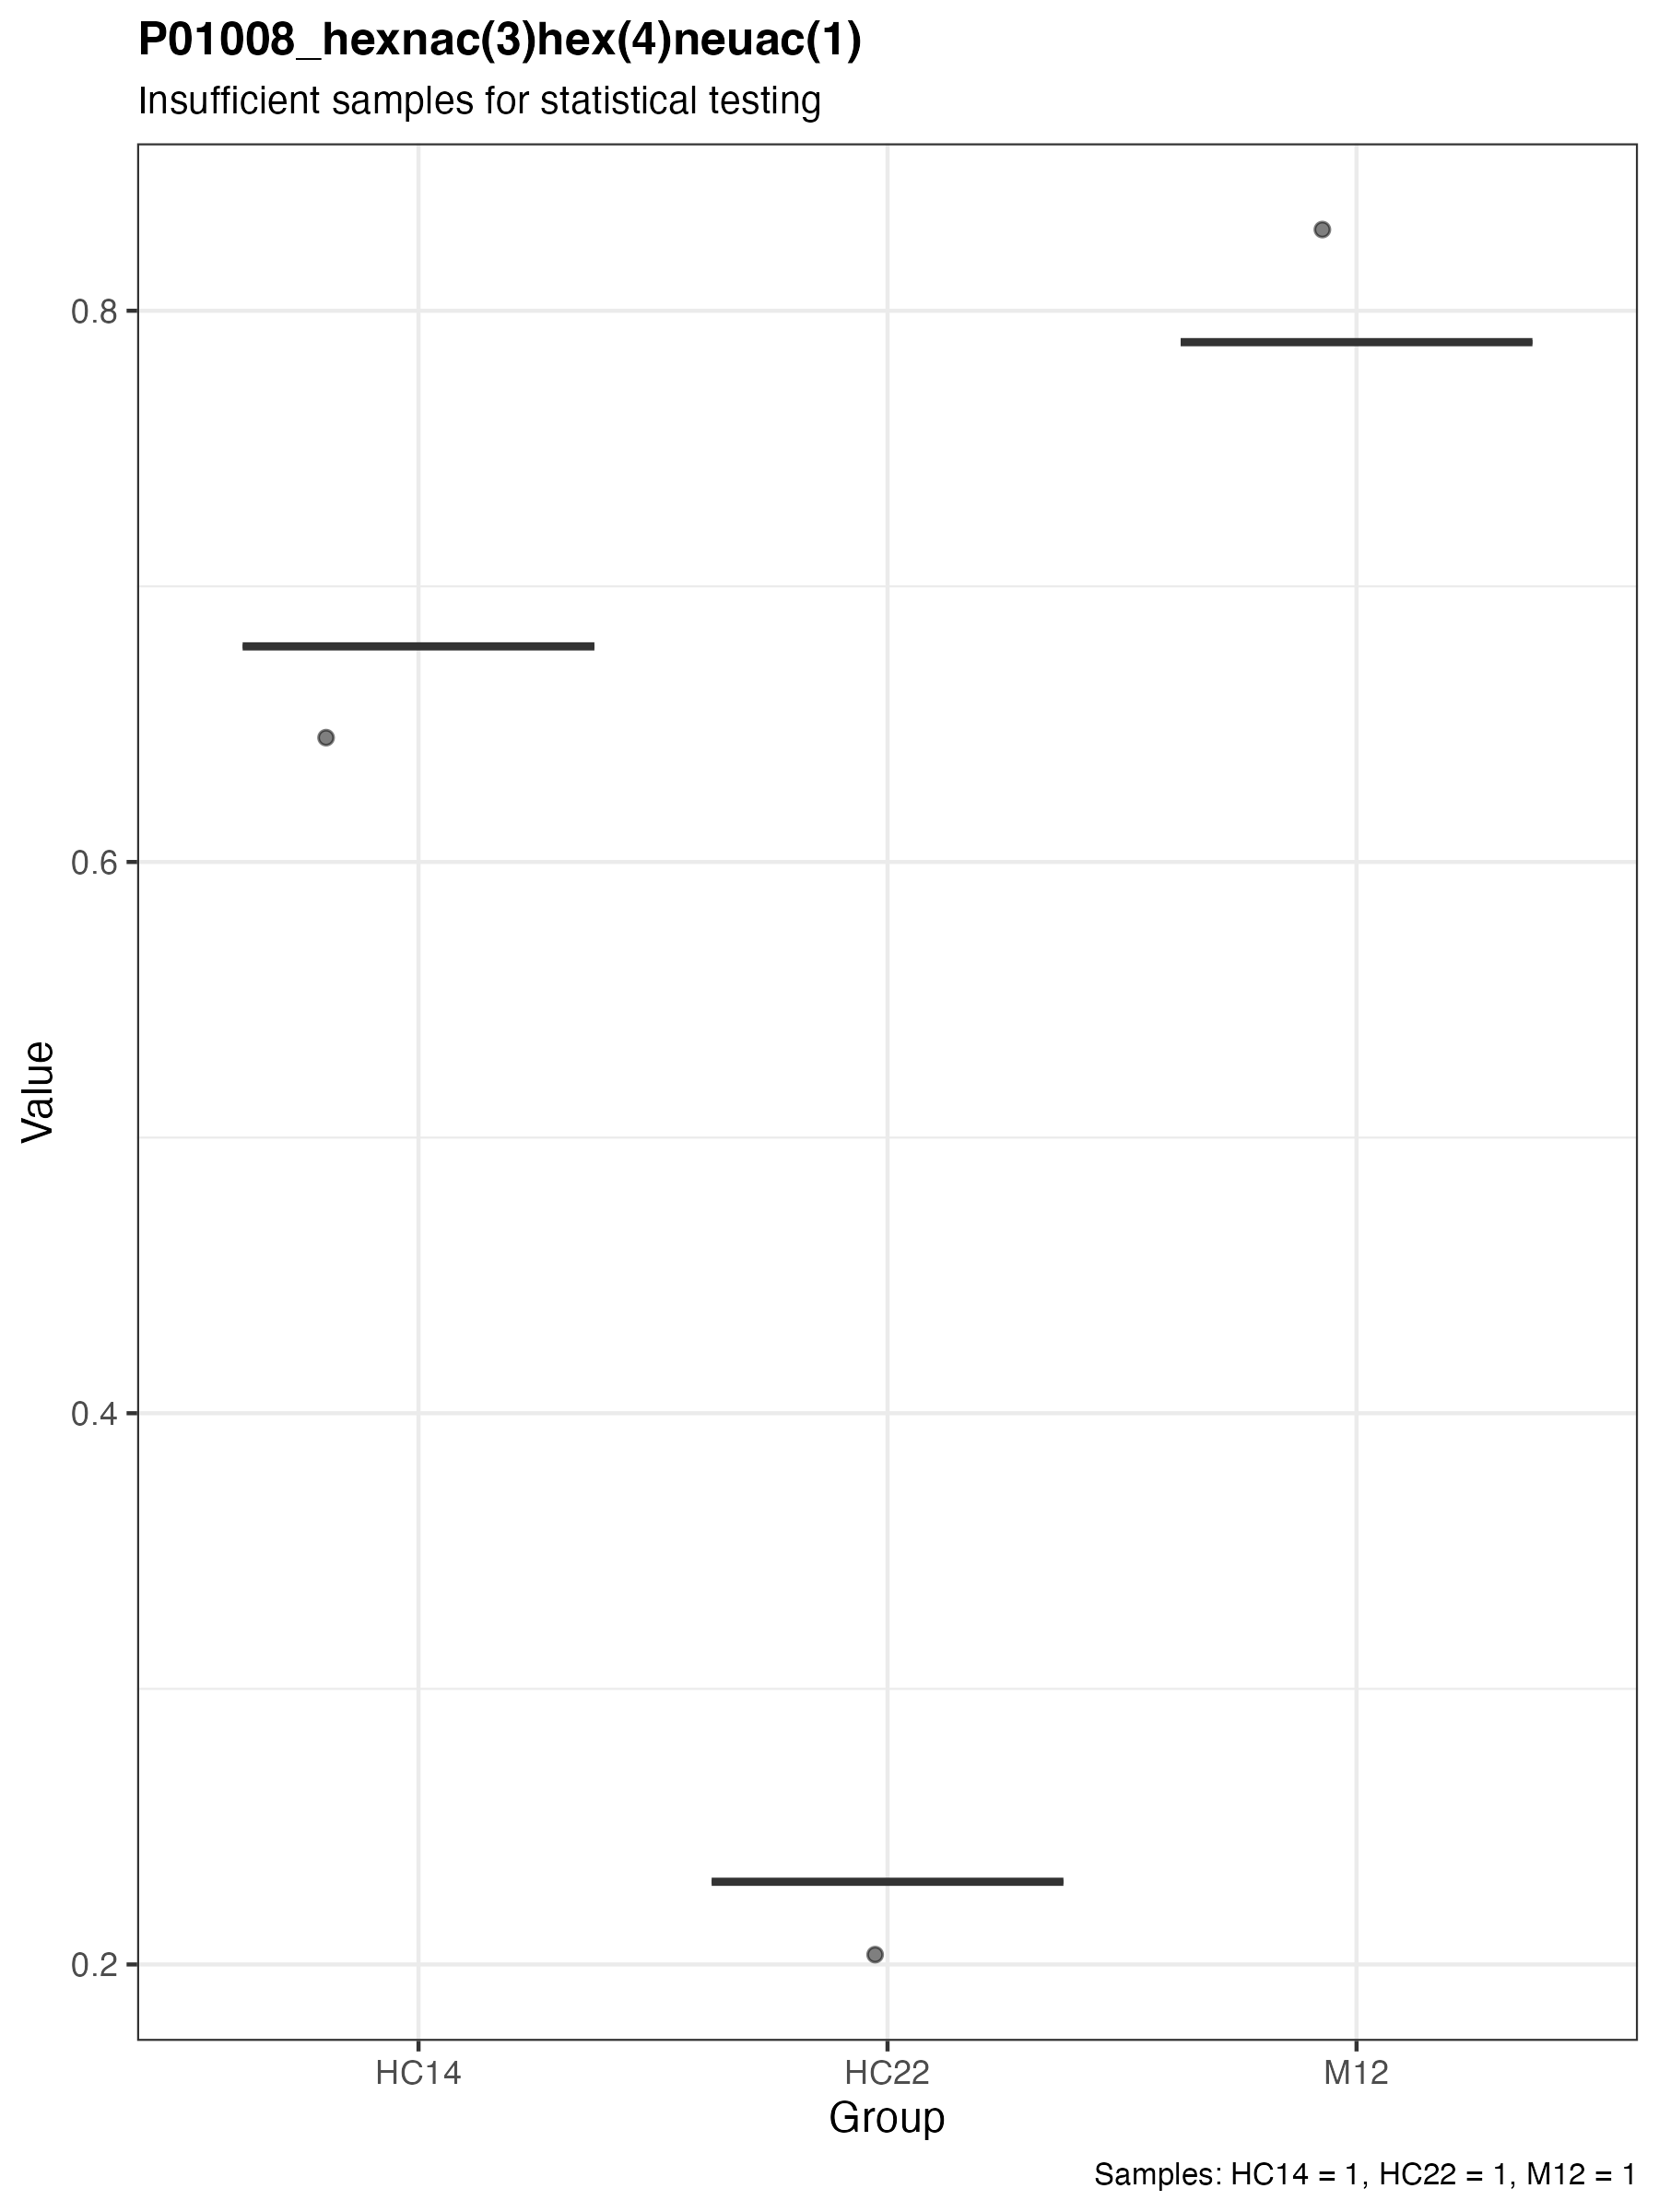 P01008_hexnac(3)hex(4)neuac(1)
Insufficient samples for statistical testing
0.8
0.6
Value
0.4
0.2
HC14 HC22 M12
Group
Samples: HC14 = 1, HC22 = 1, M12 = 1